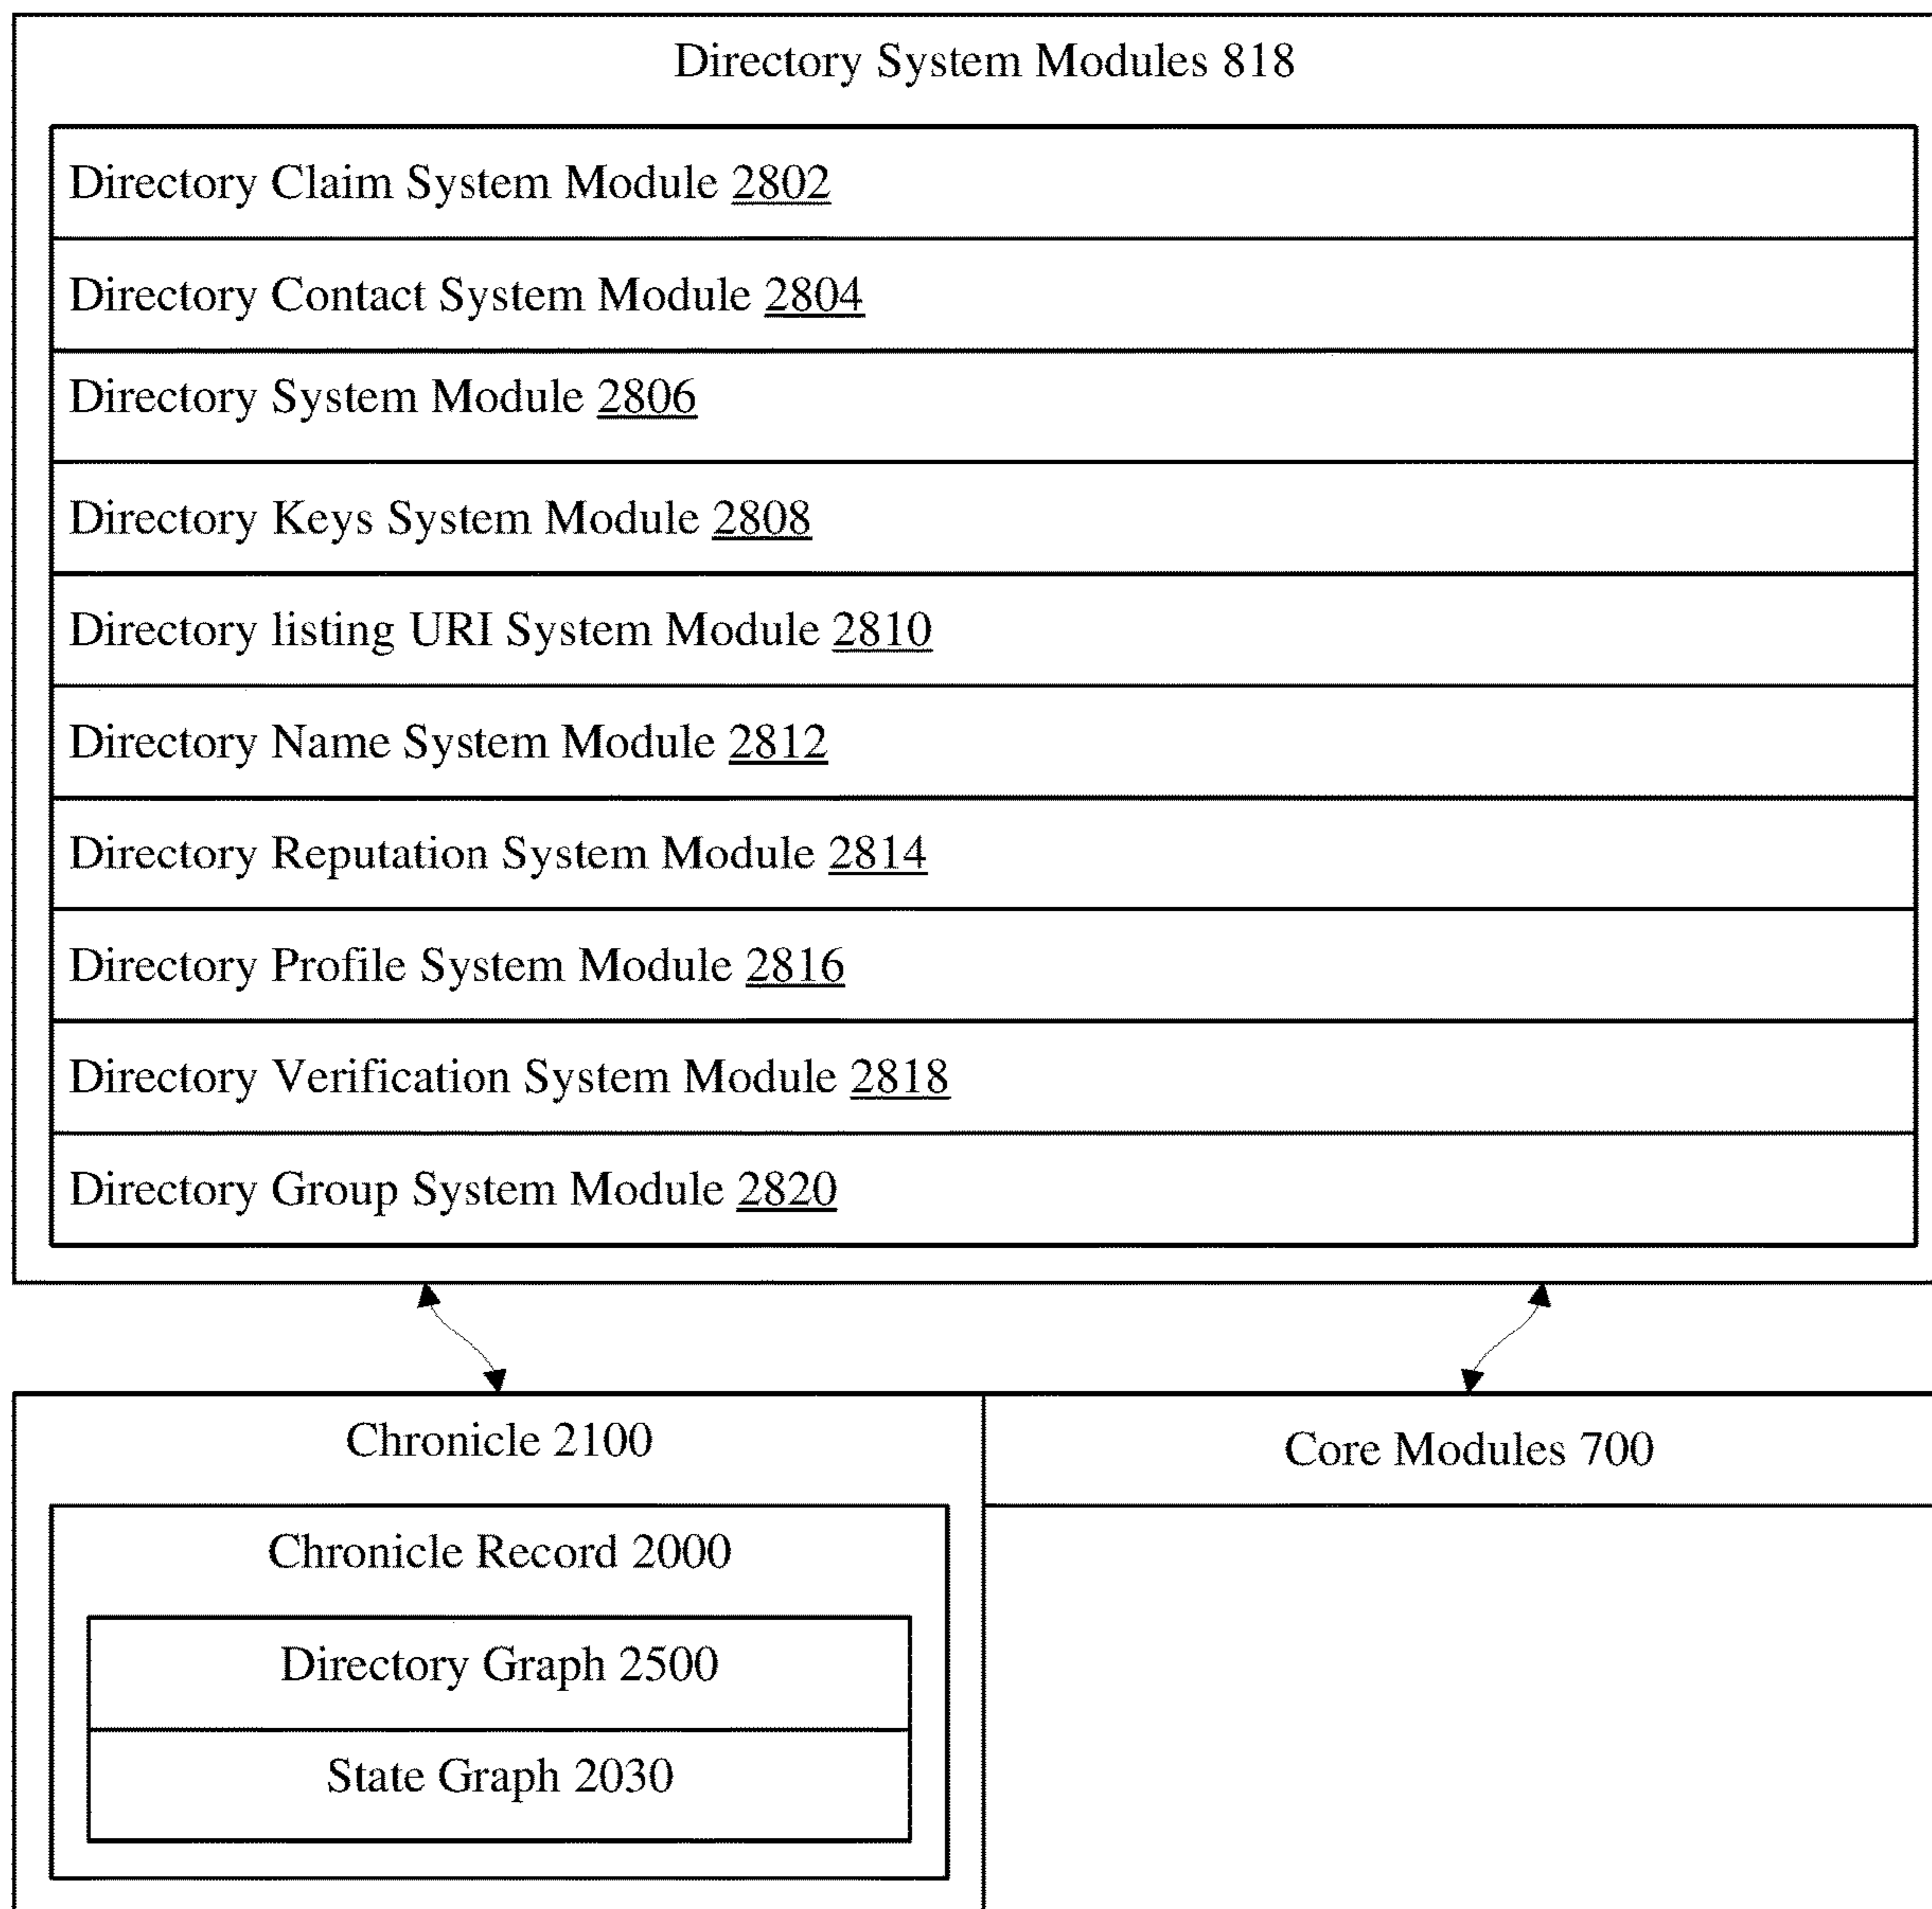 Directory System Modules 818
Directory Claim System Module 2802
Directory Contact System Module 2804
Directory System Module 2806
Directory Keys System Module 2808
Directory listing URI System Module 2810
Directory Name System Module 2812
Directory Reputation System Module 2814
Directory Profile System Module 2816
Directory Verification System Module 2818
Directory Group System Module 2820
Chronicle 2100
Core Modules 700
Chronicle Record 2000
Directory Graph 2500
State Graph 2030